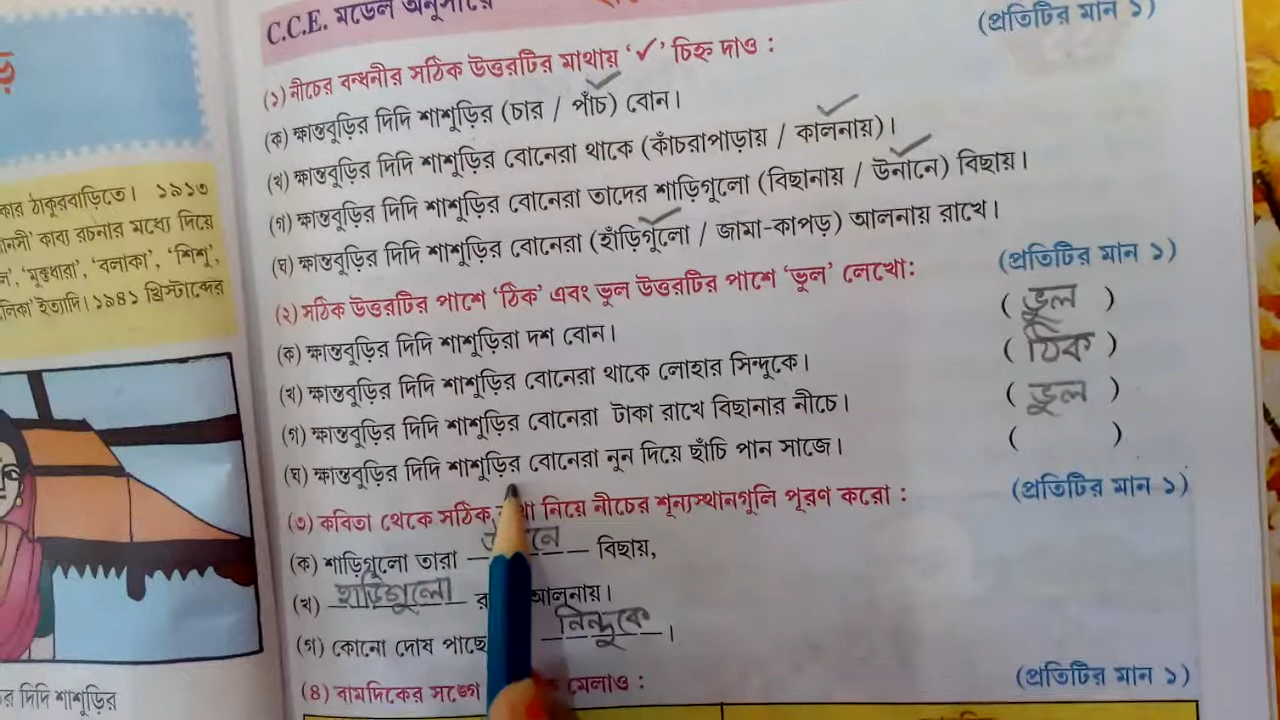 C.C.E. মডেল অনুসারে
(১) নীচের বন্ধনীর সঠিক উত্তরটির মাথায় ‘✓’ চিহ্ন দাও : (প্রতিটির মান ১)
(ক) ক্ষান্তবুড়ির দিদি শাশুড়ির (চার / পাঁচ) বোন।
(খ) ক্ষান্তবুড়ির দিদি শাশুড়ির বোনেরা থাকে (কাঁচরাপাড়ায় / কালনায়)।
(গ) ক্ষান্তবুড়ির দিদি শাশুড়ির বোনেরা তাদের শাড়িগুলো (বিছানায় / উনানে) বিছায়।
(ঘ) ক্ষান্তবুড়ির দিদি শাশুড়ির বোনেরা (হাঁড়িগুলো / জামা-কাপড়) আলনায় রাখে।
(২) সঠিক উত্তরটির পাশে ‘ঠিক’ এবং ভুল উত্তরটির পাশে ‘ভুল’ লেখো: (প্রতিটির মান ১)
(ক) ক্ষান্তবুড়ির দিদি শাশুড়িরা দশ বোন। ( ভুল )
(খ) ক্ষান্তবুড়ির দিদি শাশুড়ির বোনেরা থাকে লোহার সিন্দুকে। ( ঠিক )
(গ) ক্ষান্তবুড়ির দিদি শাশুড়ির বোনেরা টাকা রাখে বিছানার নীচে। ( ভুল )
(ঘ) ক্ষান্তবুড়ির দিদি শাশুড়ির বোনেরা নুন দিয়ে ছাঁচি পান সাজে। ( )
(৩) কবিতা থেকে সঠিক নিয়ে নীচের শূন্যস্থানগুলি পূরণ করো : (প্রতিটির মান ১)
(ক) শাড়িগুলো তারা বিছায়,
(খ) হাড়িগুলো আলনায়।
(গ) কোনো দোষ পাছে নিন্দুকে ।
(৪) বামদিকের সঙ্গে মেলাও : (প্রতিটির মান ১)
কার ঠাকুরবাড়িতে। ১৯১৩
নসী’ কাব্য রচনার মধ্যে দিয়ে
‘মুক্তধারা’, ‘বলাকা’, ‘শিশু’,
ইত্যাদি। ১৯৪১ খ্রিস্টাব্দের
দিদি শাশুড়ির